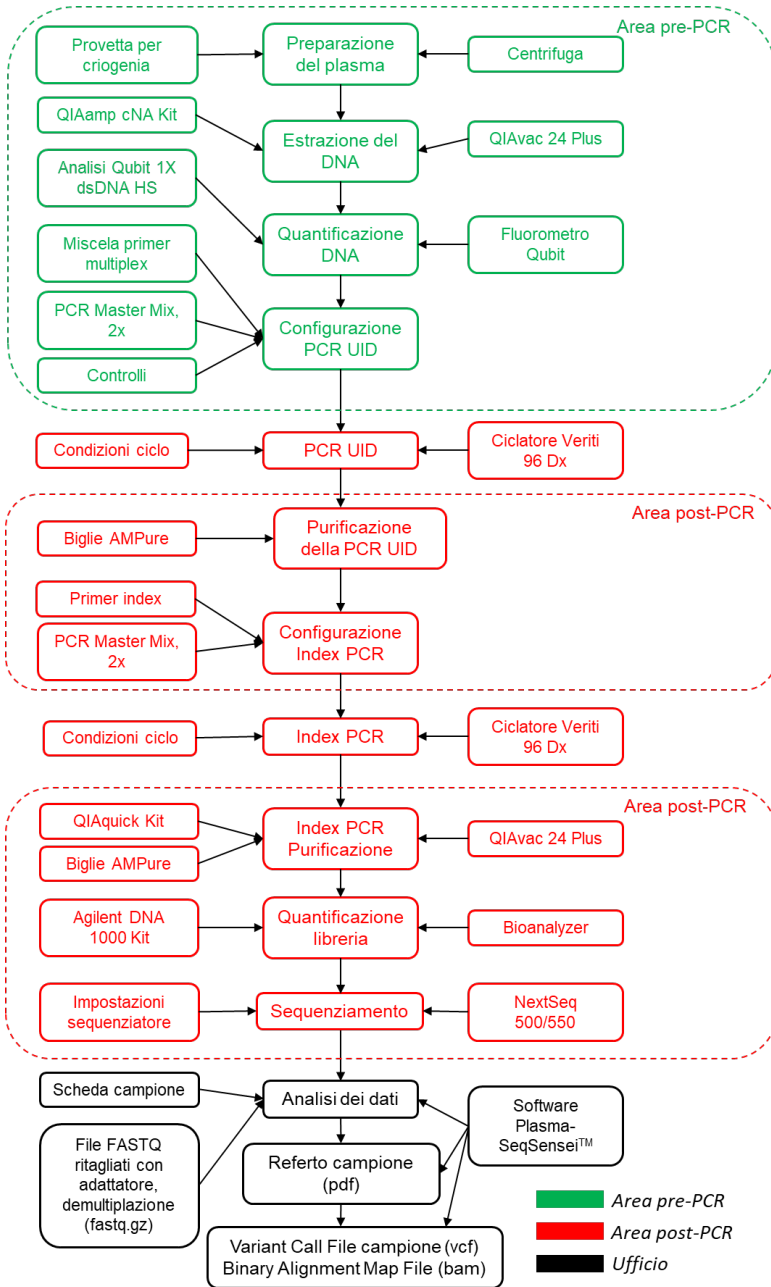 Area pre-PCR
Provetta per
criogenia
Preparazione
del plasma
Centrifuga
QIAamp cNA Kit
Estrazione del
DNA
QIAvac 24 Plus
Analisi Qubit 1X
dsDNA HS
Quantificazione
DNA
Fluorometro
Qubit
Miscela primer
multiplex
PCR Master Mix,
2x
Configurazione
PCR UID
Controlli
Condizioni ciclo
PCR UID
Ciclatore Veriti
96 Dx
Area post-PCR
Biglie AMPure
Purificazione
della PCR UID
Primer index
PCR Master Mix,
2x
Configurazione
Index PCR
Condizioni ciclo
Index PCR
Ciclatore Veriti
96 Dx
Area post-PCR
QIAquick Kit
Biglie AMPure
Index PCR
Purificazione
QIAvac 24 Plus
Agilent DNA
1000 Kit
Quantificazione
libreria
Bioanalyzer
Impostazioni
sequenziatore
Sequenziamento
NextSeq
500/550
Scheda campione
Analisi dei dati
Software
Plasma-
SeqSensei™
File FASTQ
ritagliati con
adattatore,
demultiplazione
(fastq.gz)
Referto campione
(pdf)
Variant Call File campione (vcf)
Binary Alignment Map File (bam)
Area pre-PCR
Area post-PCR
Ufficio